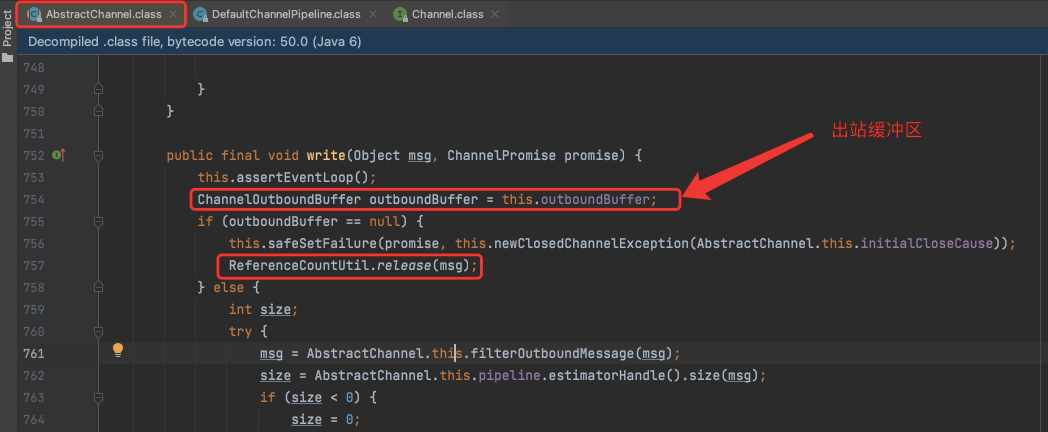 Project
AbstractChannel.class DefaultChannelPipeline.class Channel.class
Decompiled .class file, bytecode version: 50.0 (Java 6)
748
749 }
750 }
751
出站缓冲区
752 public final void write(Object msg, ChannelPromise promise) {
753 this.assertEventLoop();
754 ChannelOutboundBuffer outboundBuffer = this.outboundBuffer;
755 if (outboundBuffer == null) {
756 this.safeSetFailure(promise, this.newClosedChannelException(AbstractChannel.this.initialCloseCause));
757 ReferenceCountUtil.release(msg);
758 } else {
759 int size;
760 try {
761 msg = AbstractChannel.this.filterOutboundMessage(msg);
762 size = AbstractChannel.this.pipeline.estimatorHandle().size(msg);
763 if (size < 0) {
764 size = 0;